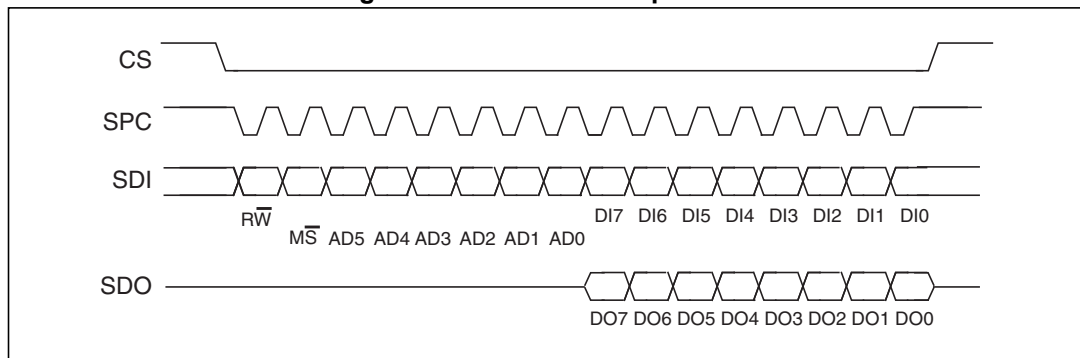 CS
SPC
SDI
RW̅ DI7 DI6 DI5 DI4 DI3 DI2 DI1 DI0
MS̅ AD5 AD4 AD3 AD2 AD1 AD0
SDO
DO7 DO6 DO5 DO4 DO3 DO2 DO1 DO0